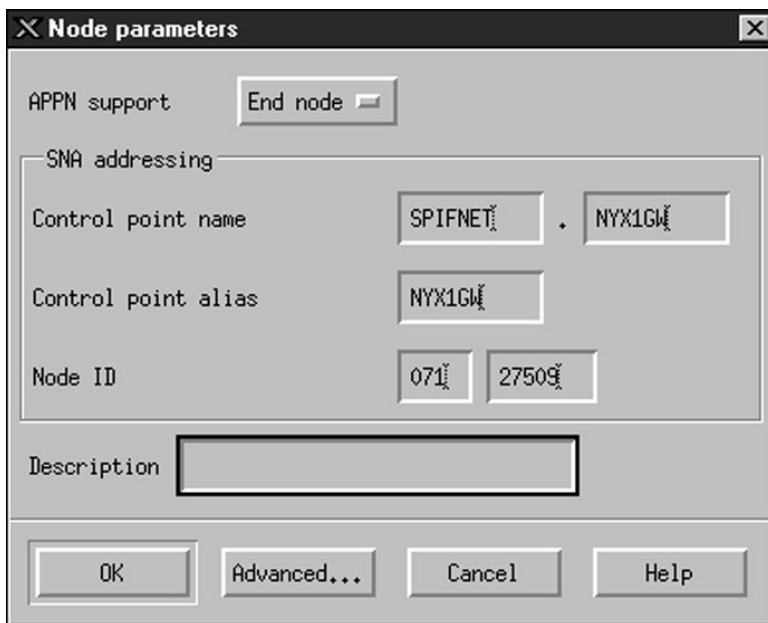 Node parameters
APPN support End node
SNA addressing
Control point name SPIFNET . NYX1GW
Control point alias NYX1GW
Node ID 071 27509
Description
OK Advanced... Cancel Help